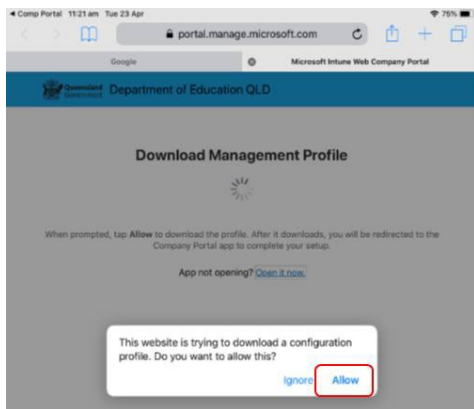 Comp Portal 11:21 am Tue 23 Apr 75%
portal.manage.microsoft.com
Google Microsoft Intune Web Company Portal
Queensland Government Department of Education QLD
Download Management Profile
When prompted, tap Allow to download the profile. After it downloads, you will be redirected to the
Company Portal app to complete your setup.
App not opening? Open it now.
This website is trying to download a configuration
profile. Do you want to allow this?
Ignore Allow